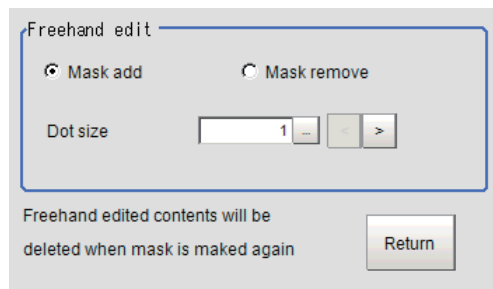 Freehand edit
Mask add Mask remove
Dot size 1 ... < >
Freehand edited contents will be
deleted when mask is maked again
Return